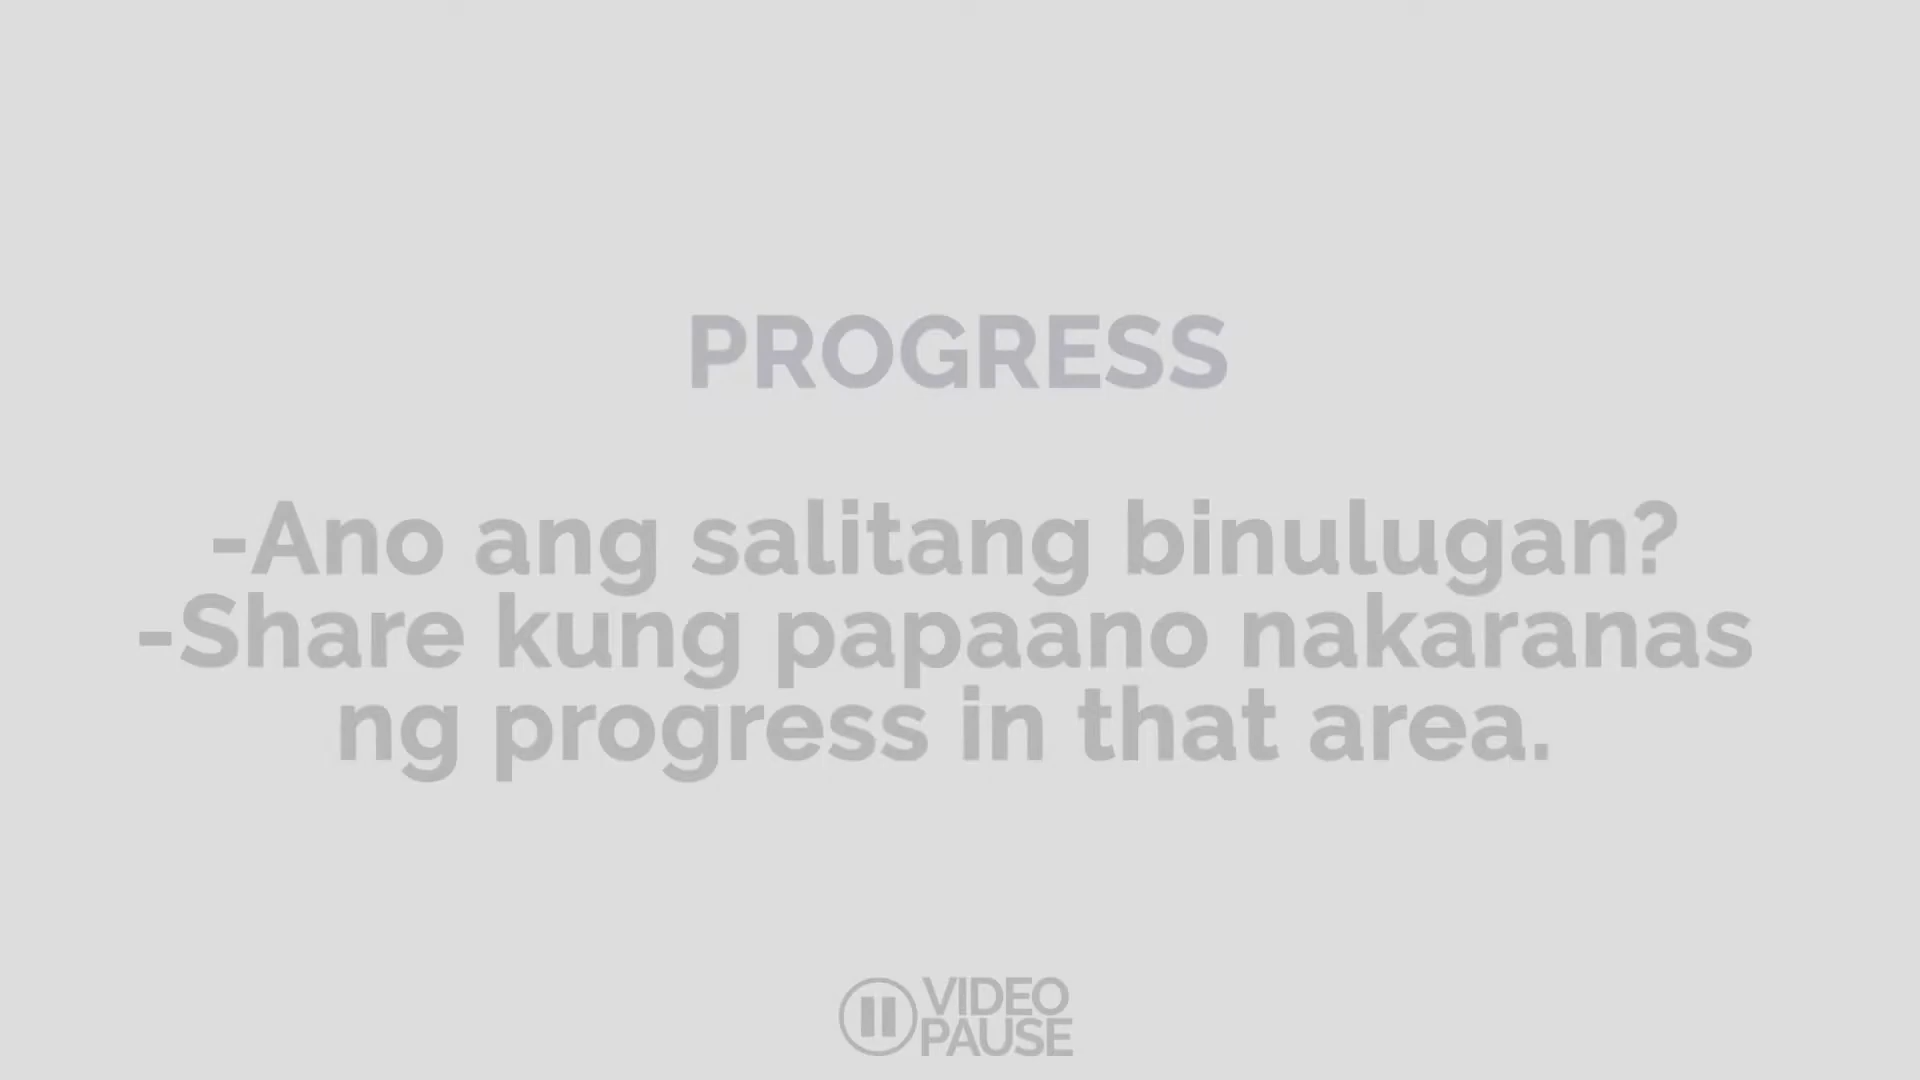 PROGRESS
-Ano ang salitang binulugan?
-Share kung papaano nakaranas
ng progress in that area.
VIDEO
PAUSE